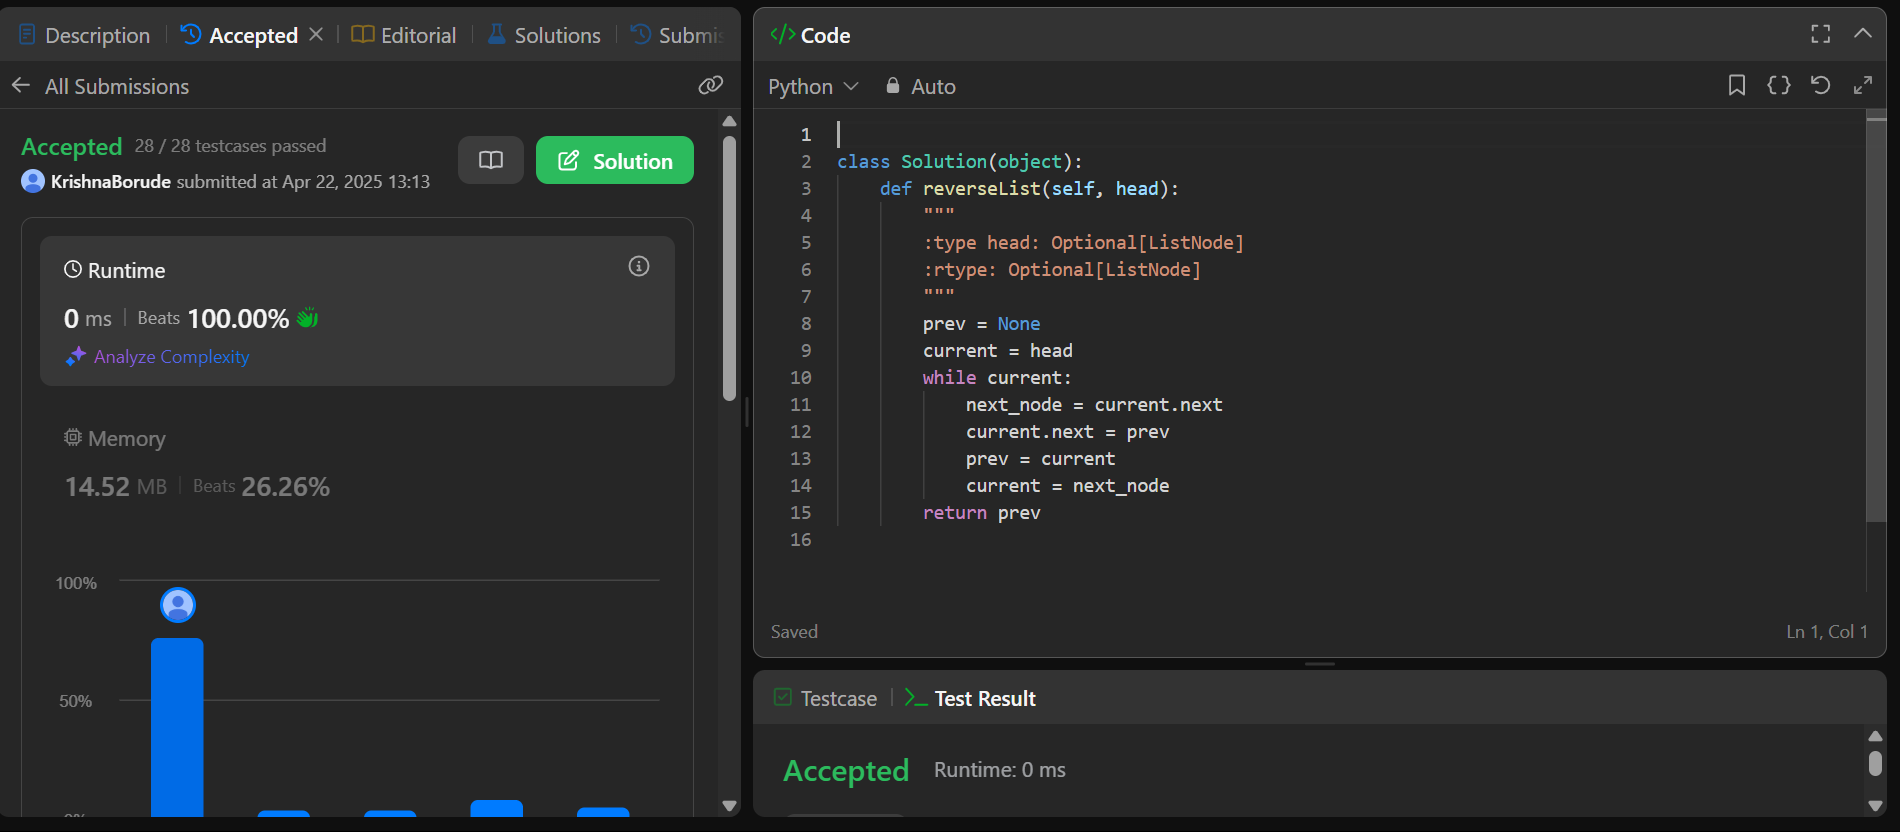 Description
Accepted
Editorial
Solutions
Submis
All Submissions
Accepted 28 / 28 testcases passed
KrishnaBorude submitted at Apr 22, 2025 13:13
Solution
Runtime
0 ms | Beats 100.00%
Analyze Complexity
Memory
14.52 MB | Beats 26.26%
100%
50%
</> Code
Python Auto
1
2 class Solution(object):
3     def reverseList(self, head):
4         """
5         :type head: Optional[ListNode]
6         :rtype: Optional[ListNode]
7         """
8         prev = None
9         current = head
10         while current:
11             next_node = current.next
12             current.next = prev
13             prev = current
14             current = next_node
15         return prev
16
Saved
Ln 1, Col 1
Testcase
Test Result
Accepted Runtime: 0 ms